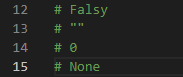 12 # Falsy
13 # ""
14 # 0
15 # None